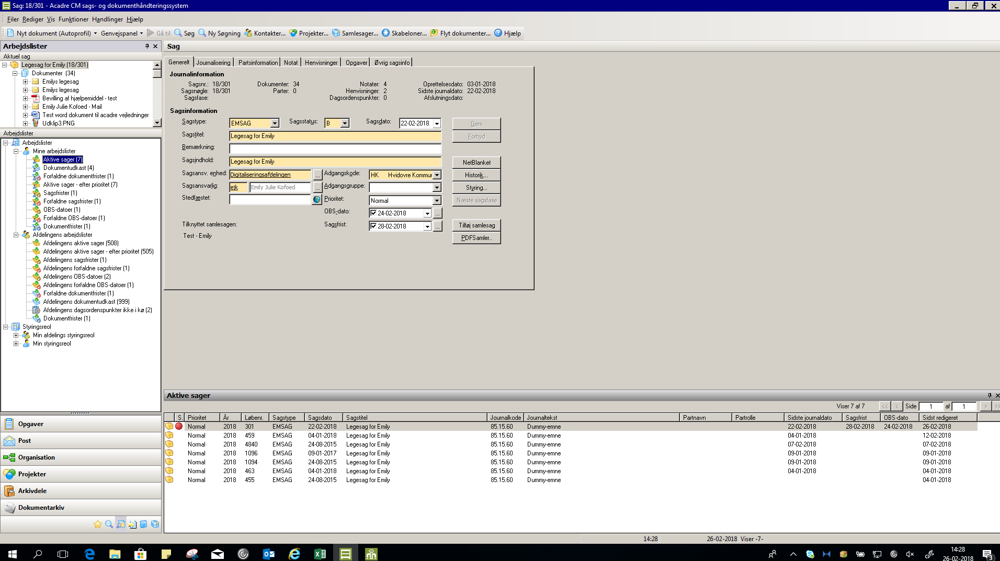 Sag: 18/301 - Acadre CM sags- og dokumenthåndteringssystem
Filer Rediger Vis Funktioner Handlinger Hjælp
Nyt dokument (Autoprofil) Genvejspanel Gå til Søg Ny Søgning Kontakter... Projekter... Samlesager... Skabeloner... Flyt dokumenter... Hjælp
Arbejdslister
Aktuel sag
Legesag for Emily (18/301)
Dokumenter (34)
Emilys legesag
Emilys legesag
Bevilling af hjælpemiddel - test
Emily Julie Kofoed - Mail
Test word dokument til acadre vejledninger
Udklip3.PNG
Arbejdslister
Arbejdslister
Mine arbejdslister
Aktive sager (7)
Dokumentudkast (4)
Forfaldne dokumentfrister (1)
Aktive sager - efter prioritet (7)
Sagsfrister (1)
Forfaldne sagsfrister (1)
OBS-datoer (1)
Forfaldne OBS-datoer (1)
Dokumentfrister (1)
Afdelingens arbejdslister
Afdelingens aktive sager (508)
Afdelingens aktive sager - efter prioritet (505)
Afdelingens sagsfrister (1)
Afdelingens forfaldne sagsfrister (1)
Afdelingens OBS-datoer (2)
Afdelingens forfaldne OBS-datoer (1)
Forfaldne dokumentfrister (1)
Afdelingens dokumentudkast (999)
Afdelingens dagsordenspunkter ikke i kø (2)
Dokumentfrister (1)
Styringsreol
Min afdelings styringsreol
Min styringsreol
Opgaver
Post
Organisation
Projekter
Arkivdele
Dokumentarkiv
Sag
Generelt Journalisering Partsinformation Notat Henvisninger Opgaver Øvrig sagsinfo
Journalinformation
Sagsnr.: 18/301 Dokumenter: 34 Notater: 4 Oprettelsesdato: 03-01-2018
Sagsnøgle: 18/301 Parter: 0 Henvisninger: 2 Sidste journaldato: 22-02-2018
Sagsfase: Dagsordenspunkter: 0 Afslutningsdato:
Sagsinformation
Sagstype: EMSAG Sagsstatus: B Sagsdato: 22-02-2018 Gem
Sagstitel: Legesag for Emily Fortryd
Bemærkning:
Sagsindhold: Legesag for Emily NetBlanket
Sagsansv. enhed: Digitaliseringsafdelingen ... Adgangskode: HK Hvidovre Kommur Historik...
Sagsansvarlig: ejk Emily Julie Kofoed ... Adgangsgruppe: Styring...
Stedfæstet: Prioritet: Normal Næste sagsfase
OBS-dato: 24-02-2018 ...
Tilknyttet samlesagen: Sagsfrist: 28-02-2018 ... Tilføj samlesag
Test - Emily PDFSamler..
Aktive sager
Viser 7 af 7 << < Side 1 af 1 > >>
S. Prioritet År Løbenr. Sagstype Sagsdato Sagstitel Journalkode Journaltekst Partnavn Partrolle Sidste journaldato Sagsfrist OBS-dato Sidst redigeret
Normal 2018 301 EMSAG 22-02-2018 Legesag for Emily 85.15.60 Dummy-emne 22-02-2018 28-02-2018 24-02-2018 26-02-2018
Normal 2018 459 EMSAG 04-01-2018 Legesag for Emily 85.15.60 Dummy-emne 04-01-2018 12-02-2018
Normal 2018 4840 EMSAG 24-08-2015 Legesag for Emily 85.15.60 Dummy-emne 07-02-2018 07-02-2018
Normal 2018 1096 EMSAG 09-01-2017 Legesag for Emily 85.15.60 Dummy-emne 09-01-2018 09-01-2018
Normal 2018 1094 EMSAG 24-08-2015 Legesag for Emily 85.15.60 Dummy-emne 09-01-2018 09-01-2018
Normal 2018 463 EMSAG 04-01-2018 Legesag for Emily 85.15.60 Dummy-emne 04-01-2018 04-01-2018
Normal 2018 455 EMSAG 24-08-2015 Legesag for Emily 85.15.60 Dummy-emne 04-01-2018
14:28 26-02-2018 Viser -7-
14:28
26-02-2018
3